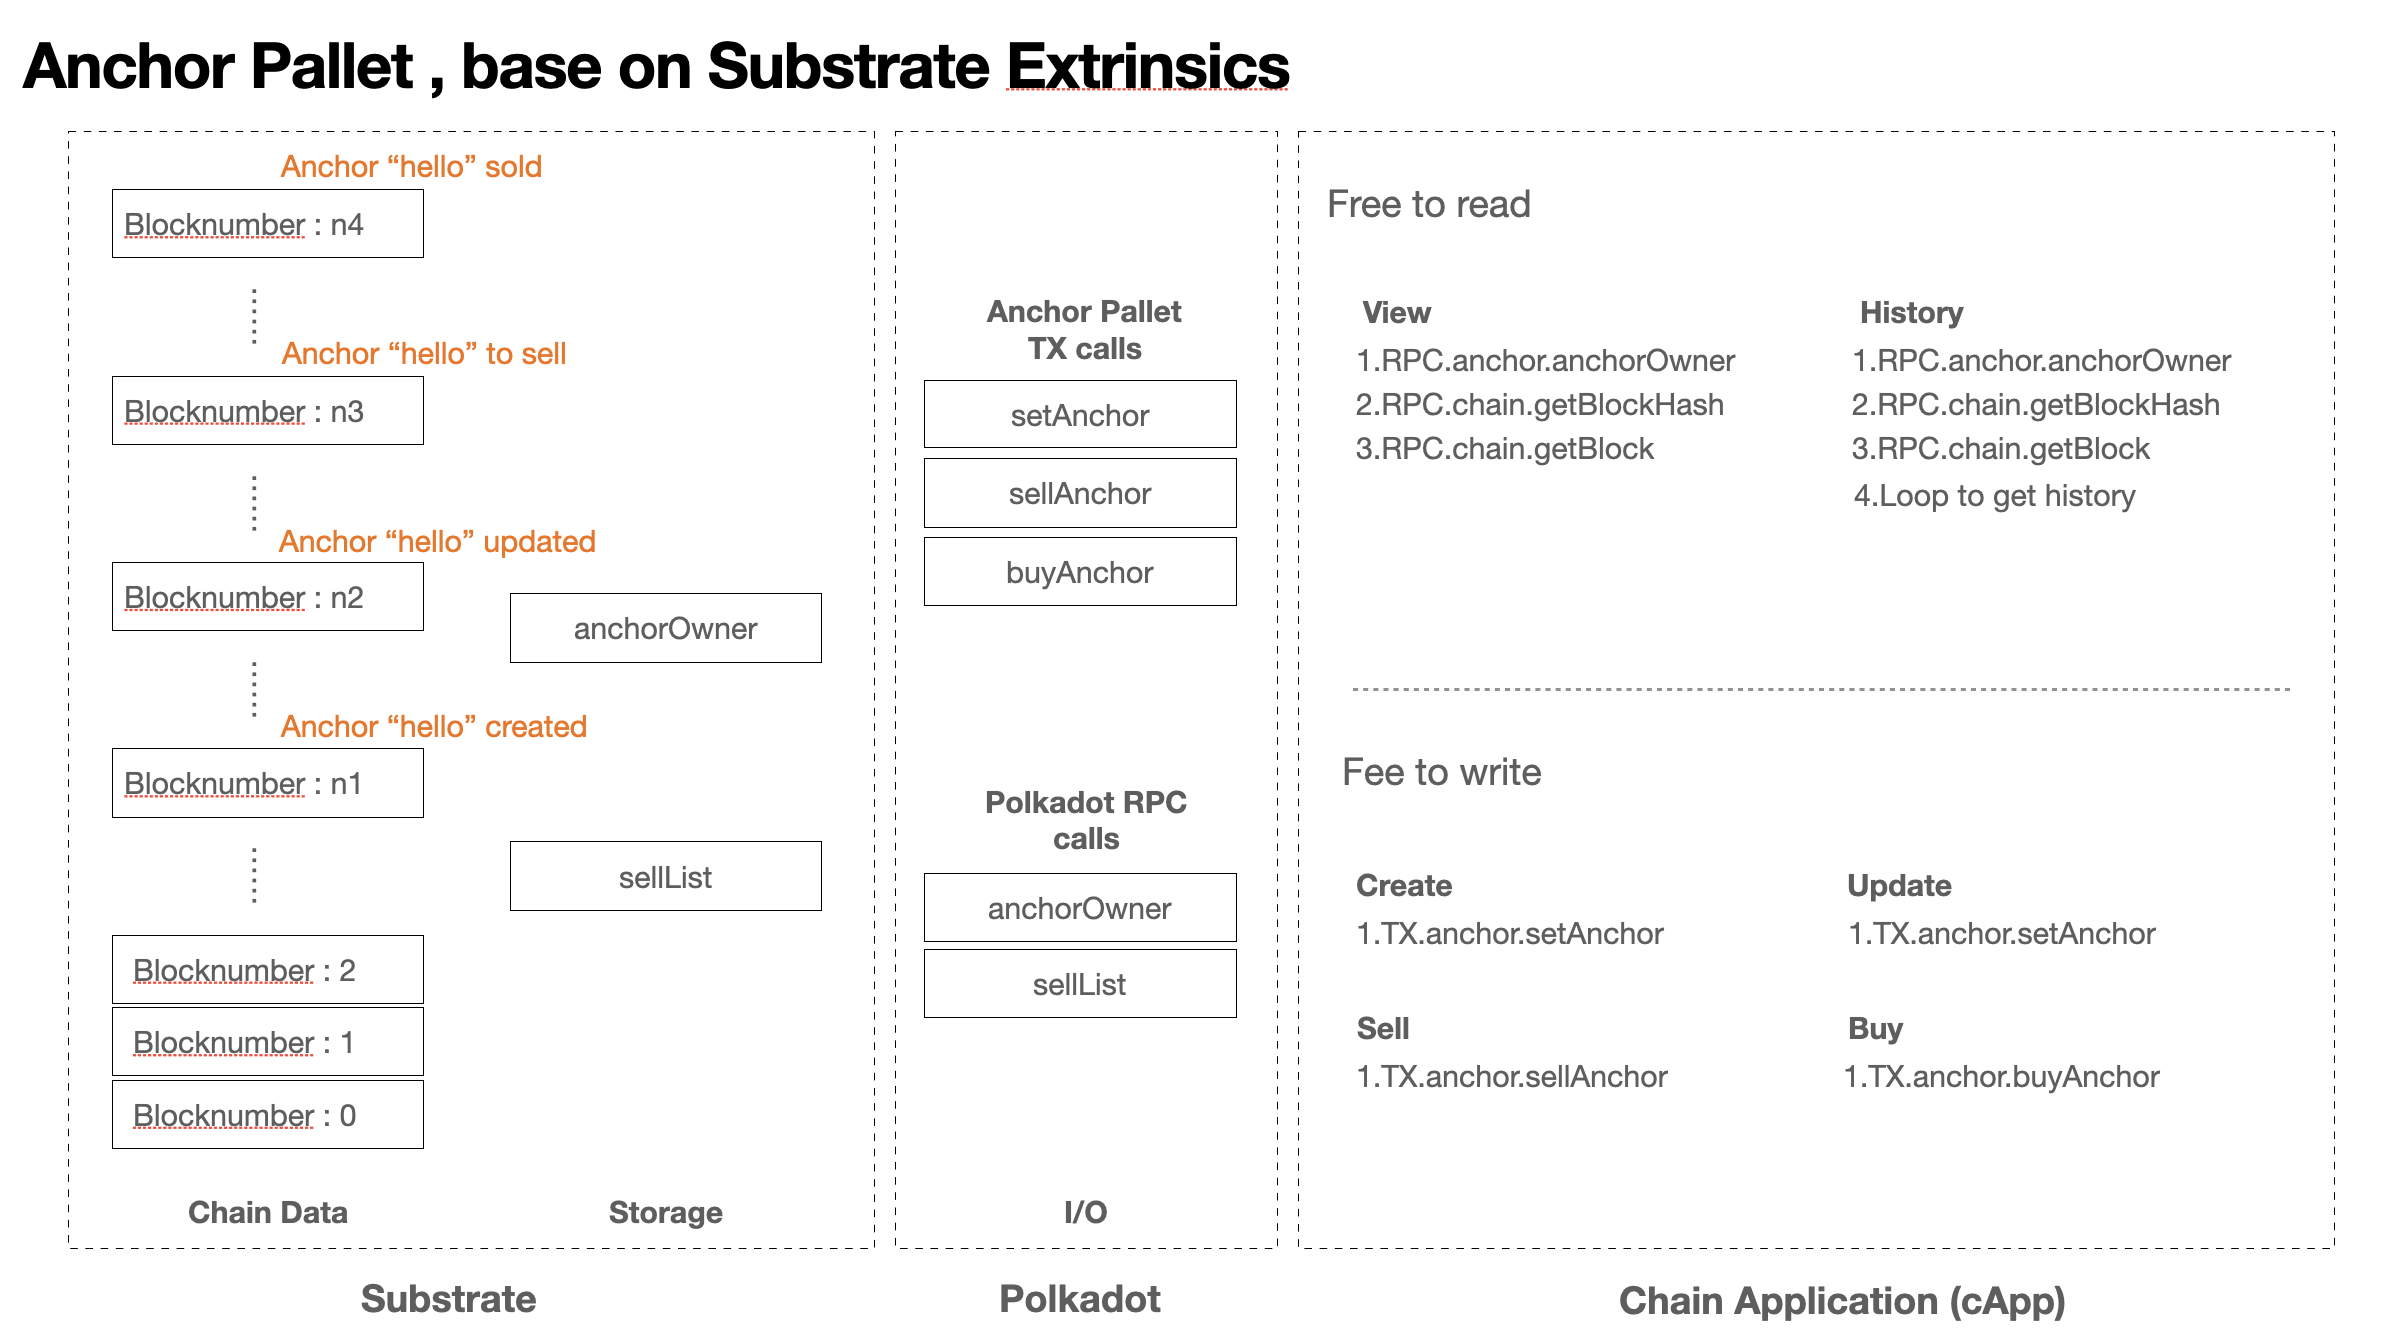 Anchor Pallet , base on Substrate Extrinsics
Anchor “hello” sold
Blocknumber : n4
Anchor “hello” to sell
Blocknumber : n3
Anchor “hello” updated
Blocknumber : n2
anchorOwner
Anchor “hello” created
Blocknumber : n1
sellList
Blocknumber : 2
Blocknumber : 1
Blocknumber : 0
Chain Data
Storage
Substrate
Anchor Pallet
TX calls
setAnchor
sellAnchor
buyAnchor
Polkadot RPC
calls
anchorOwner
sellList
I/O
Polkadot
Free to read
View
1.RPC.anchor.anchorOwner
2.RPC.chain.getBlockHash
3.RPC.chain.getBlock
History
1.RPC.anchor.anchorOwner
2.RPC.chain.getBlockHash
3.RPC.chain.getBlock
4.Loop to get history
Fee to write
Create
1.TX.anchor.setAnchor
Update
1.TX.anchor.setAnchor
Sell
1.TX.anchor.sellAnchor
Buy
1.TX.anchor.buyAnchor
Chain Application (cApp)